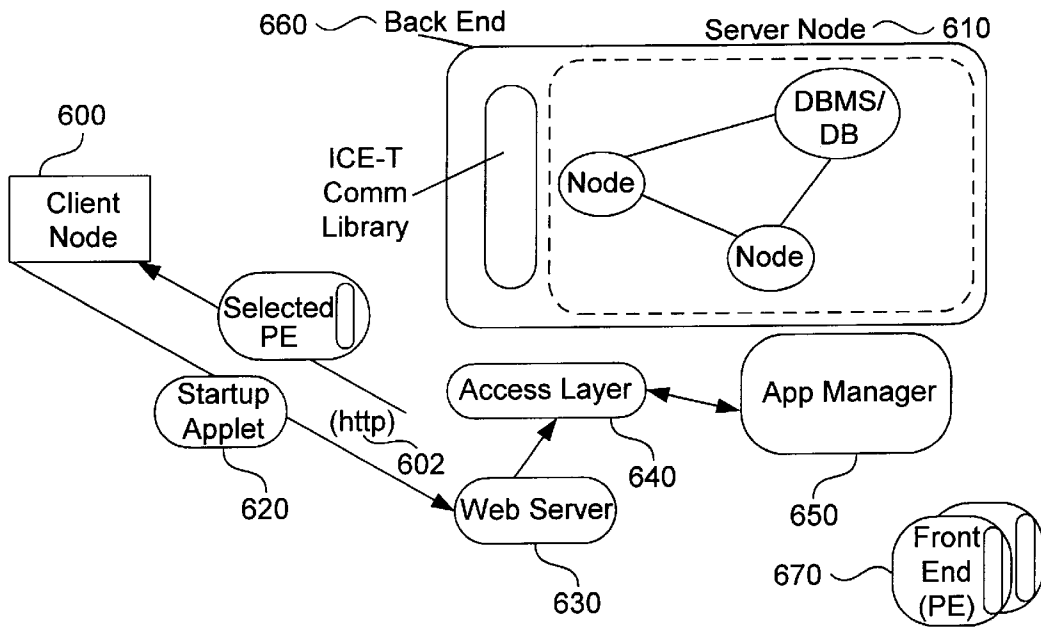 660 Back End
Server Node 610
600
Client
Node
ICE-T
Comm
Library
DBMS/
DB
Node
Node
Selected
PE
Startup
Applet
620
(http)
602
Access Layer
640
Web Server
630
App Manager
650
670
Front
End
(PE)